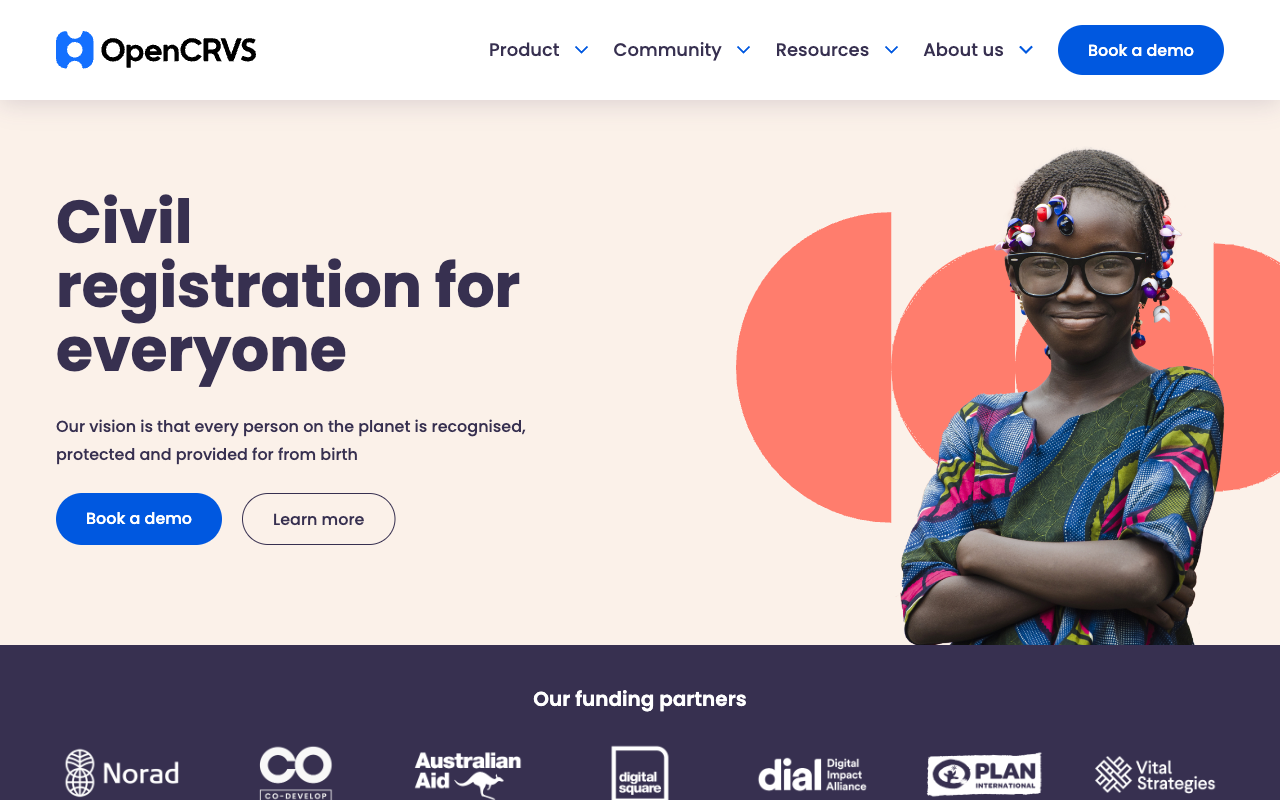 OpenCRVS
Product
Community
Resources
About us
Book a demo
Civil
registration for
everyone
Our vision is that every person on the planet is recognised,
protected and provided for from birth
Book a demo
Learn more
Our funding partners
Norad
CO
CO-DEVELOP
Australian
Aid
digital
square
dial
Digital
Impact
Alliance
PLAN
INTERNATIONAL
Vital
Strategies